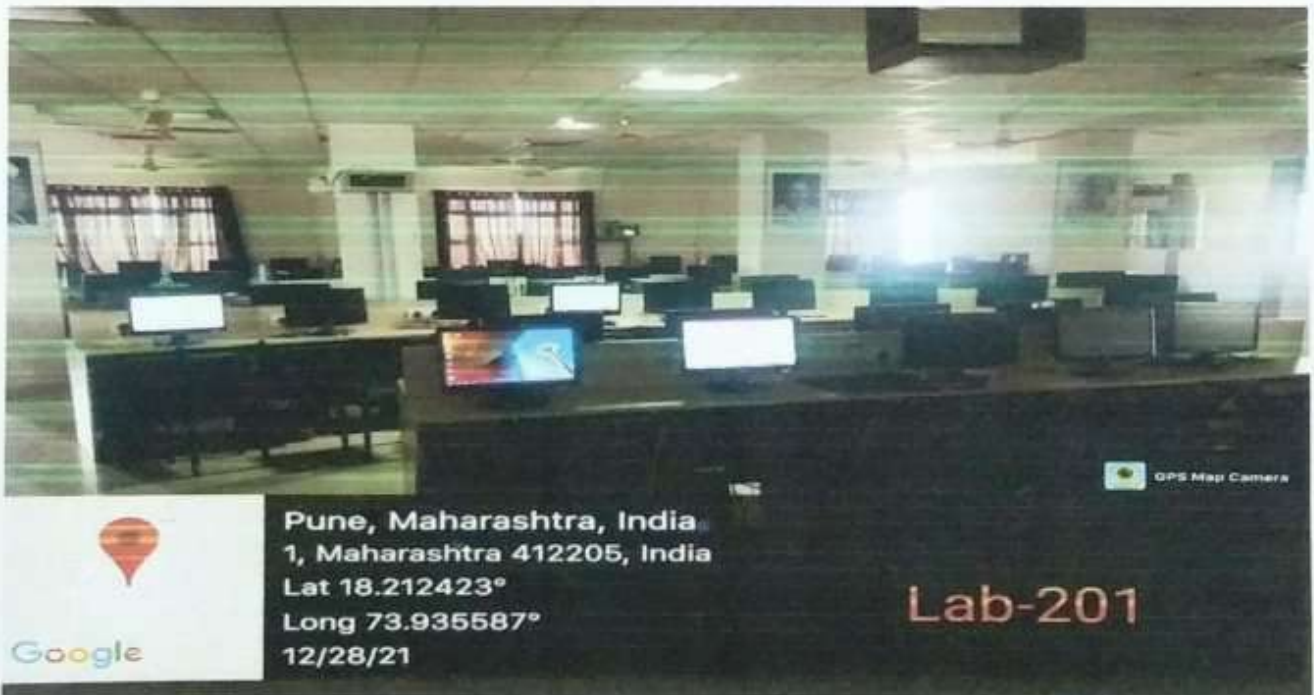 GPS Map Camera
Pune, Maharashtra, India
1, Maharashtra 412205, India
Lat 18.212423°
Long 73.935587°
12/28/21
Lab-201
Google